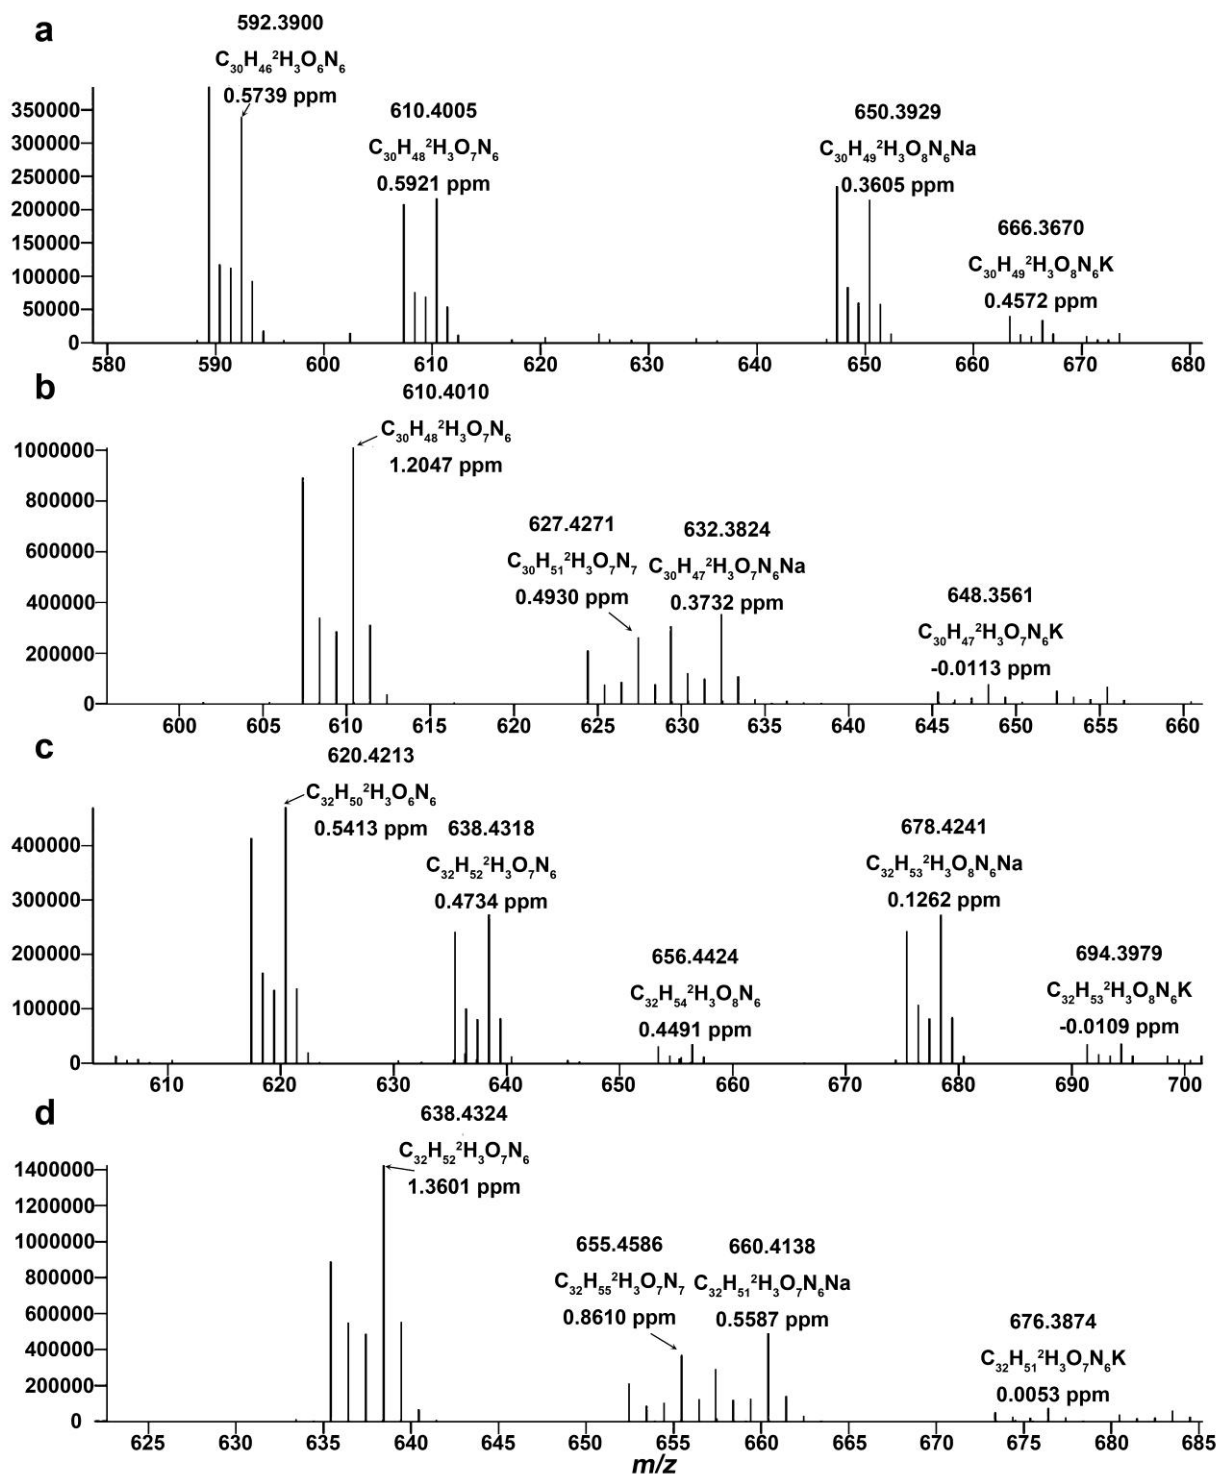 a
592.3900
C₃₀H₄₆²H₃O₆N₆
0.5739 ppm
610.4005
C₃₀H₄₈²H₃O₇N₆
0.5921 ppm
650.3929
C₃₀H₄₉²H₃O₈N₆Na
0.3605 ppm
666.3670
C₃₀H₄₉²H₃O₈N₆K
0.4572 ppm
350000
300000
250000
200000
150000
100000
50000
0
580 590 600 610 620 630 640 650 660 670 680
b
610.4010
C₃₀H₄₈²H₃O₇N₆
1.2047 ppm
627.4271
C₃₀H₅₁²H₃O₇N₇
0.4930 ppm
632.3824
C₃₀H₄₇²H₃O₇N₆Na
0.3732 ppm
648.3561
C₃₀H₄₇²H₃O₇N₆K
-0.0113 ppm
1000000
800000
600000
400000
200000
0
600 605 610 615 620 625 630 635 640 645 650 655 660
c
620.4213
C₃₂H₅₀²H₃O₆N₆
0.5413 ppm
638.4318
C₃₂H₅₂²H₃O₇N₆
0.4734 ppm
656.4424
C₃₂H₅₄²H₃O₈N₆
0.4491 ppm
678.4241
C₃₂H₅₃²H₃O₈N₆Na
0.1262 ppm
694.3979
C₃₂H₅₃²H₃O₈N₆K
-0.0109 ppm
400000
300000
200000
100000
0
610 620 630 640 650 660 670 680 690 700
d
638.4324
C₃₂H₅₂²H₃O₇N₆
1.3601 ppm
655.4586
C₃₂H₅₅²H₃O₇N₇
0.8610 ppm
660.4138
C₃₂H₅₁²H₃O₇N₆Na
0.5587 ppm
676.3874
C₃₂H₅₁²H₃O₇N₆K
0.0053 ppm
1400000
1200000
1000000
800000
600000
400000
200000
0
625 630 635 640 645 650 655 660 665 670 675 680 685
m/z